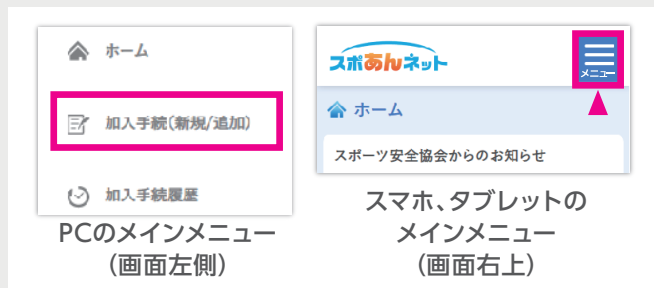 ホーム
加入手続(新規/追加)
加入手続履歴
PCのメインメニュー
(画面左側)
スポあんネット
メニュー
ホーム
スポーツ安全協会からのお知らせ
スマホ、タブレットの
メインメニュー
(画面右上)